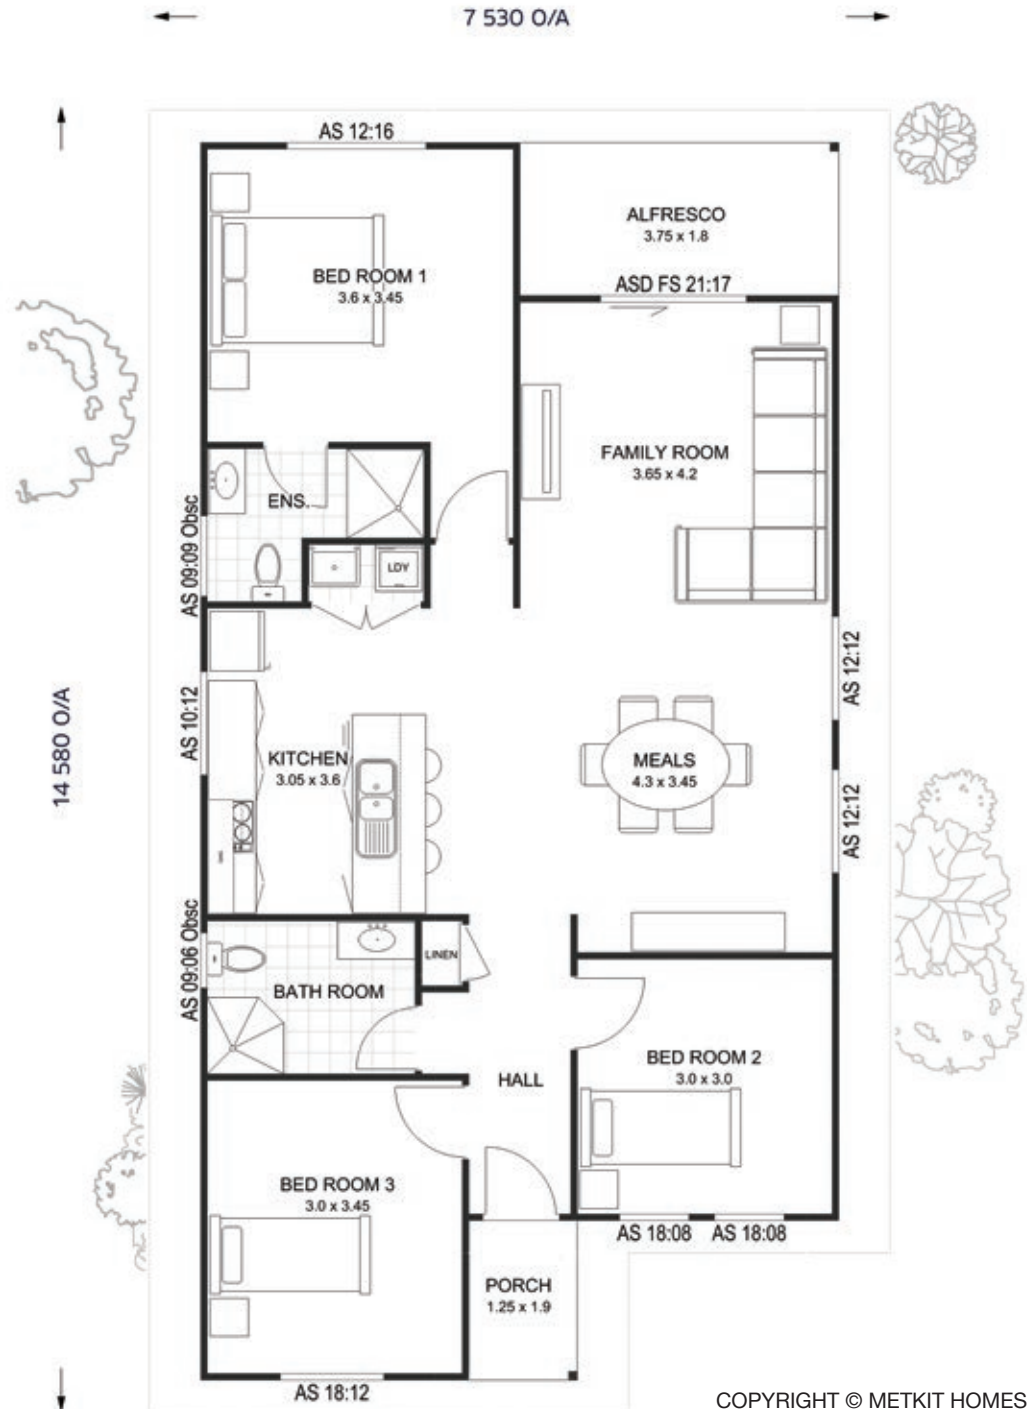 7 530 O/A
AS 12:16
ALFRESCO
3.75 x 1.8
BED ROOM 1
3.6 x 3.45
ASD FS 21:17
FAMILY ROOM
3.65 x 4.2
ENS.
AS 09:09 Obsc
LDY
AS 12:12
14 580 O/A
AS 10:12
KITCHEN
3.05 x 3.6
MEALS
4.3 x 3.45
AS 12:12
AS 09:06 Obsc
LINEN
BATH ROOM
HALL
BED ROOM 2
3.0 x 3.0
BED ROOM 3
3.0 x 3.45
AS 18:08
AS 18:08
PORCH
1.25 x 1.9
AS 18:12
COPYRIGHT © METKIT HOMES